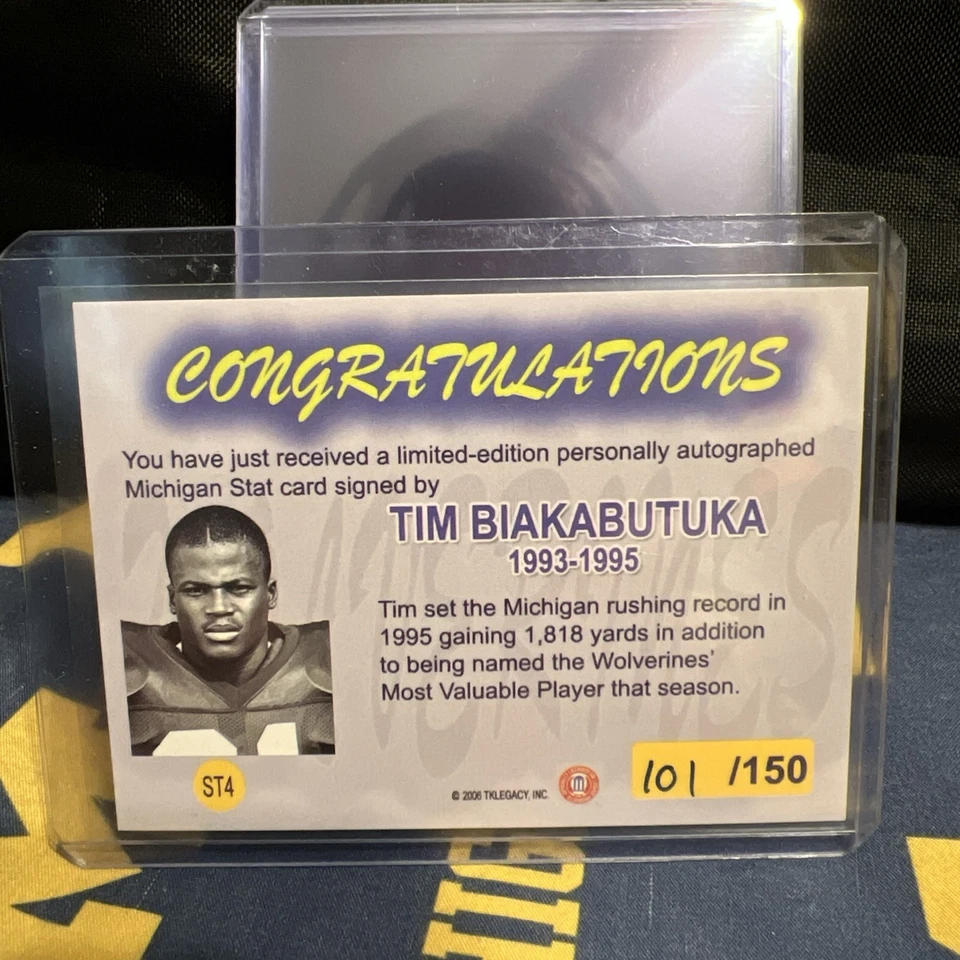 CONGRATULATIONS
You have just received a limited-edition personally autographed
Michigan Stat card signed by
TIM BIAKABUTUKA
1993-1995
Tim set the Michigan rushing record in
1995 gaining 1,818 yards in addition
to being named the Wolverines'
Most Valuable Player that season.
ST4
© 2006 TKLEGACY, INC.
101 /150